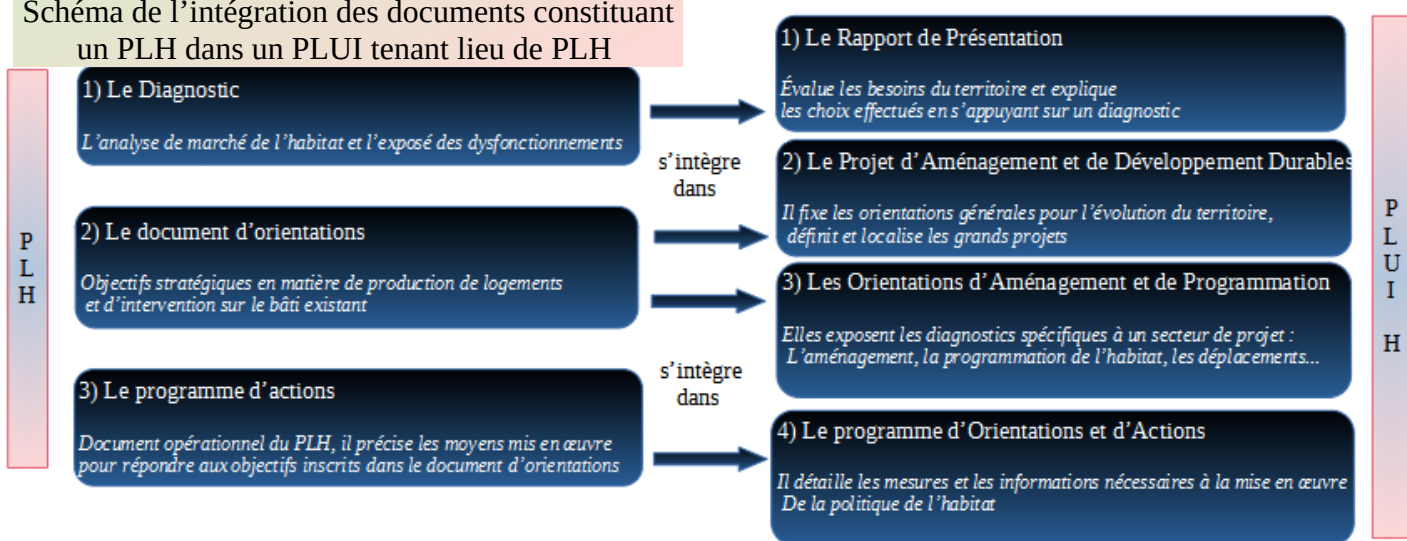 Schéma de l'intégration des documents constituant
un PLH dans un PLUI tenant lieu de PLH
P
L
H
1) Le Diagnostic
L'analyse de marché de l'habitat et l'exposé des dysfonctionnements
2) Le document d'orientations
Objectifs stratégiques en matière de production de logements
et d'intervention sur le bâti existant
3) Le programme d'actions
Document opérationnel du PLH, il précise les moyens mis en œuvre
pour répondre aux objectifs inscrits dans le document d'orientations
s'intègre
dans
s'intègre
dans
1) Le Rapport de Présentation
Évalue les besoins du territoire et explique
les choix effectués en s'appuyant sur un diagnostic
2) Le Projet d'Aménagement et de Développement Durables
Il fixe les orientations générales pour l'évolution du territoire,
définit et localise les grands projets
3) Les Orientations d'Aménagement et de Programmation
Elles exposent les diagnostics spécifiques à un secteur de projet :
L'aménagement, la programmation de l'habitat, les déplacements...
4) Le programme d'Orientations et d'Actions
Il détaille les mesures et les informations nécessaires à la mise en œuvre
De la politique de l'habitat
P
L
U
I
H